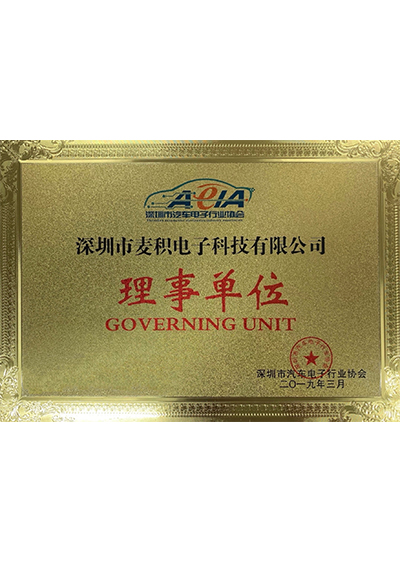 AeIA
深圳市汽车电子行业协会
深圳市麦积电子科技有限公司
理事单位
GOVERNING UNIT
深圳市汽车电子行业协会
二〇一九年三月